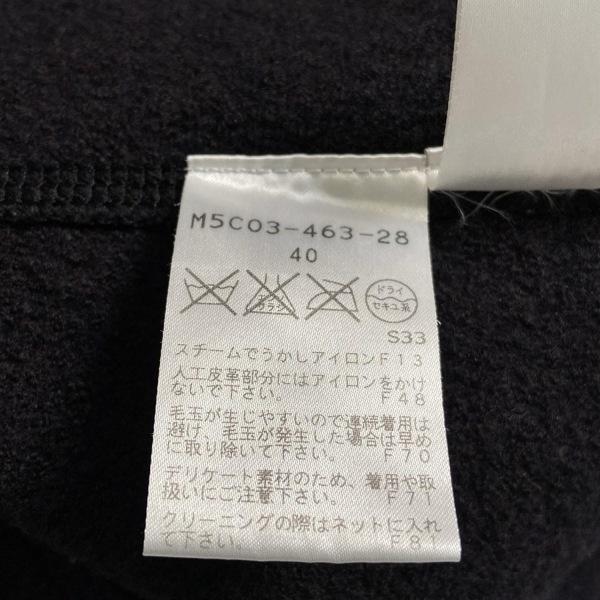 M5C03-463-28
40
エンソ
サラシ
ドライ
セキユ系
S33
スチームでうかしアイロンF13
人工皮革部分にはアイロンをかけ
ないで下さい。 F48
毛玉が生じやすいので連続着用は
避け、毛玉が発生した場合は早め
に取り除いて下さい。 F70
デリケート素材のため、着用や取
扱いにご注意下さい。 F71
クリーニングの際はネットに入れ
て下さい。 F81